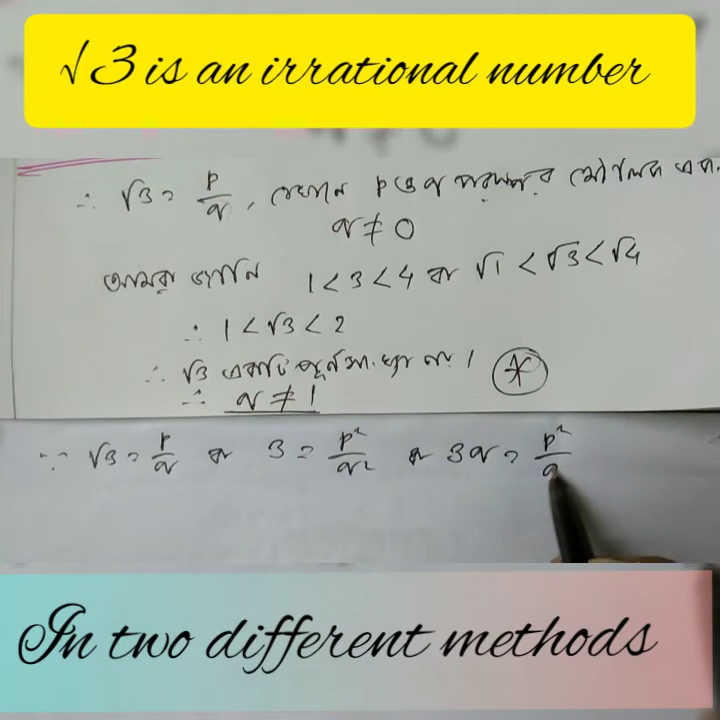 √3 is an irrational number
∴ √3 = p/q, যেখানে p ও q পরস্পর মৌলিক এবং
q ≠ 0
আমরা জানি 1 < 3 < 4 বা √1 < √3 < √4
∴ 1 < √3 < 2
∴ √3 একটি পূর্ণসংখ্যা নয়।
∴ q ≠ 1
∵ √3 = p/q বা 3 = p²/q² বা 3q = p²/q
In two different methods